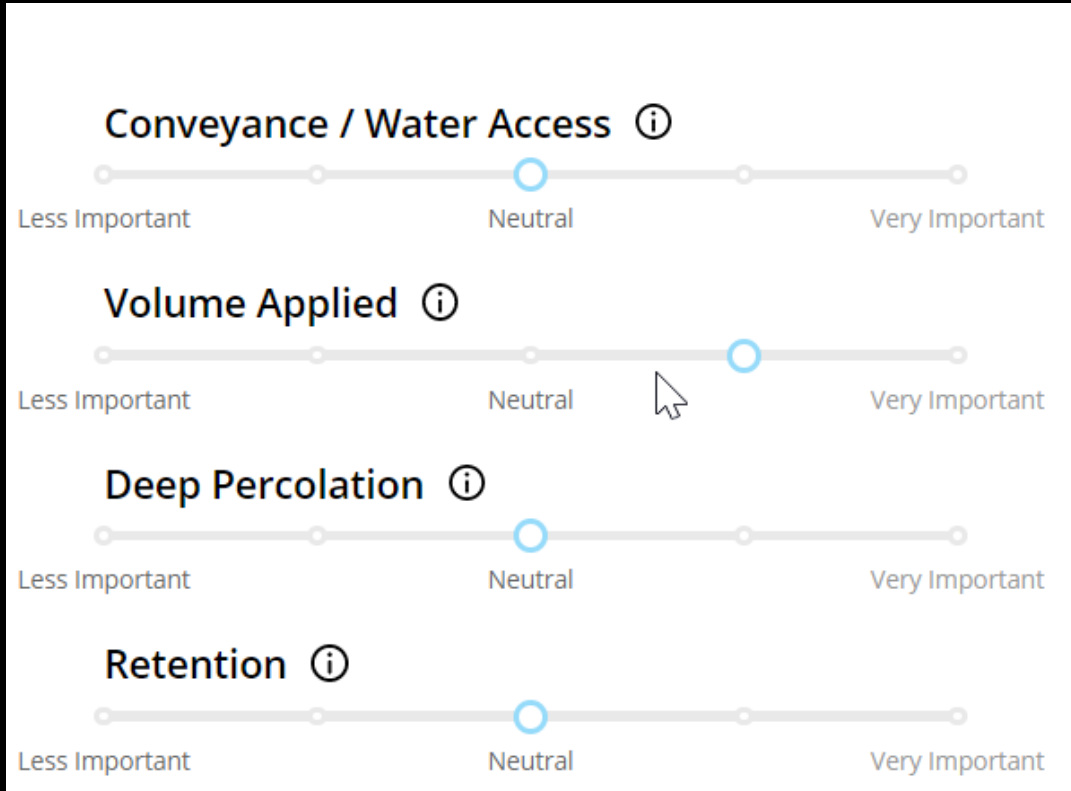 Conveyance / Water Access
Less Important Neutral Very Important
Volume Applied
Less Important Neutral Very Important
Deep Percolation
Less Important Neutral Very Important
Retention
Less Important Neutral Very Important